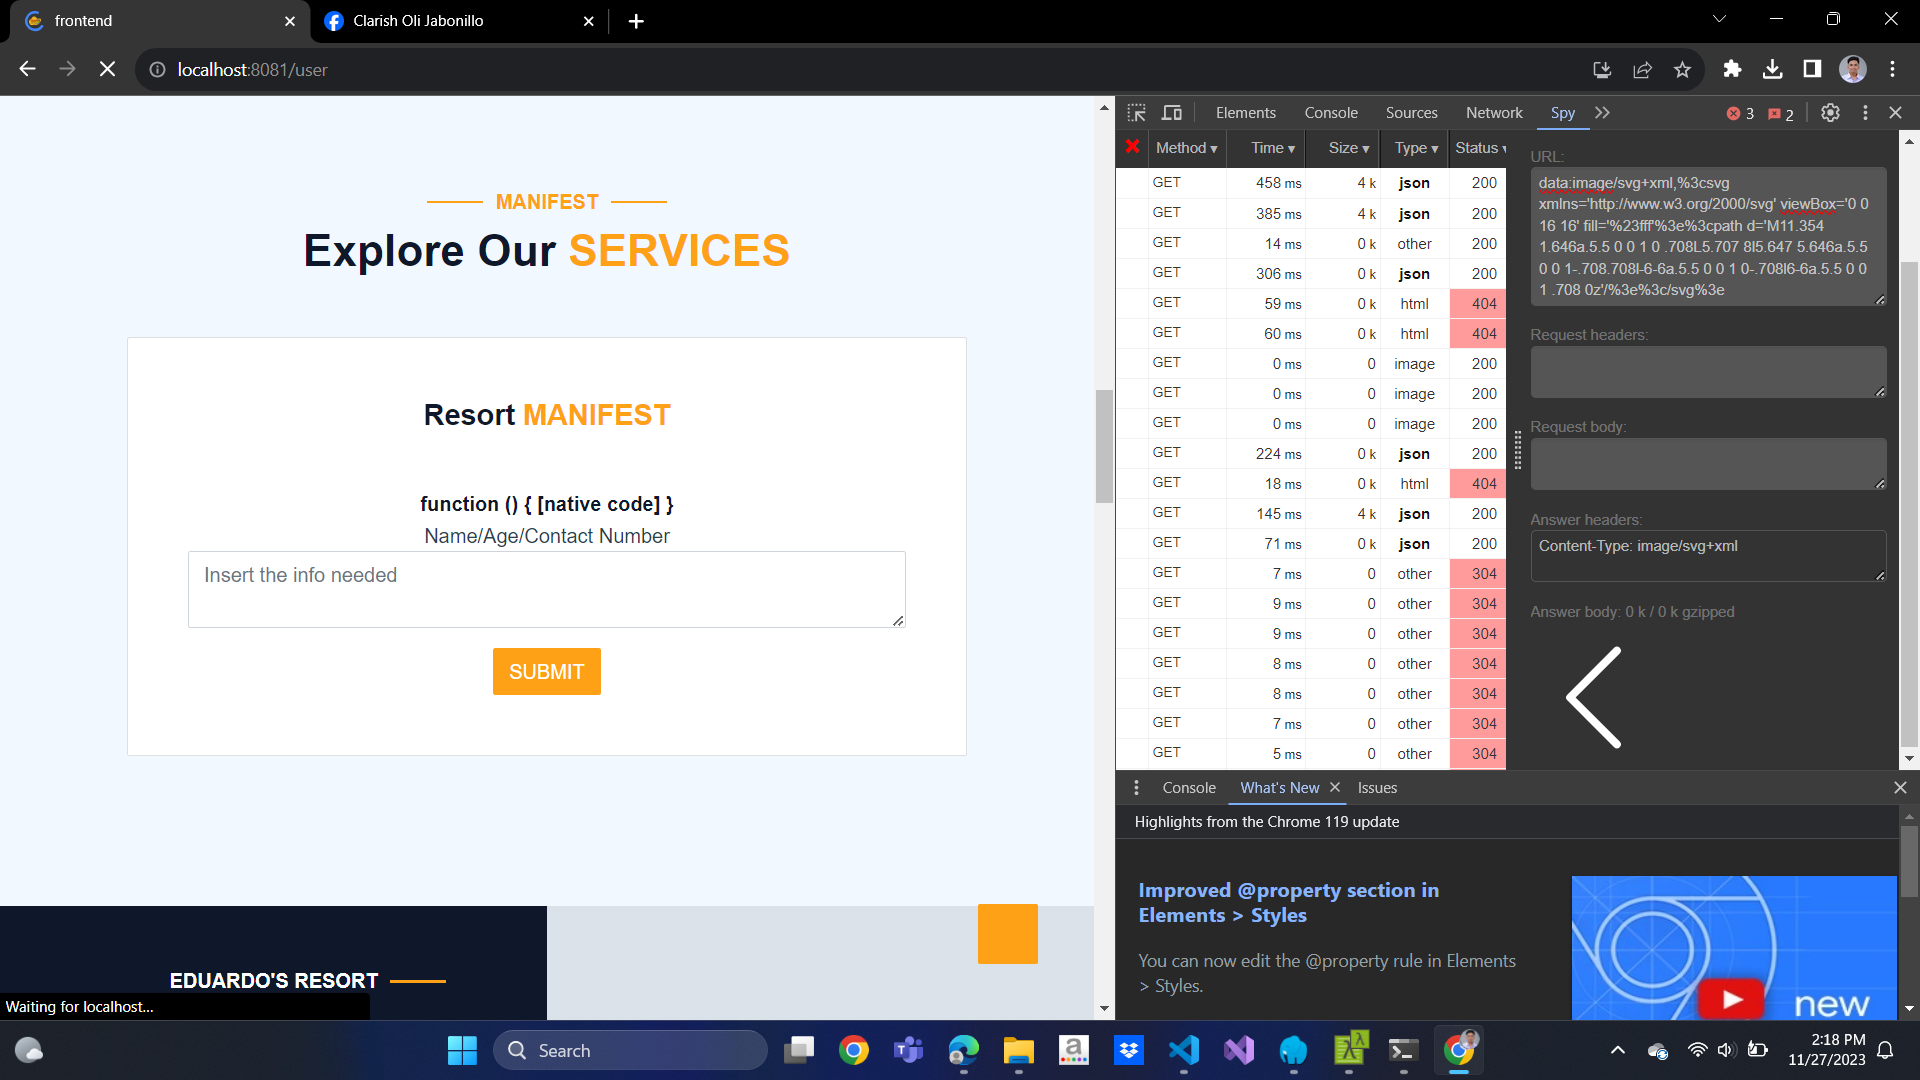 frontend
Clarish Oli Jabonillo
localhost:8081/user
MANIFEST
Explore Our SERVICES
Resort MANIFEST
function () { [native code] }
Name/Age/Contact Number
Insert the info needed
SUBMIT
EDUARDO'S RESORT
Waiting for localhost...
Elements Console Sources Network Spy 3 2
Method ▾ Time ▾ Size ▾ Type ▾ Status ▾
GET 458 ms 4 k json 200
GET 385 ms 4 k json 200
GET 14 ms 0 k other 200
GET 306 ms 0 k json 200
GET 59 ms 0 k html 404
GET 60 ms 0 k html 404
GET 0 ms 0 image 200
GET 0 ms 0 image 200
GET 0 ms 0 image 200
GET 224 ms 0 k json 200
GET 18 ms 0 k html 404
GET 145 ms 4 k json 200
GET 71 ms 0 k json 200
GET 7 ms 0 other 304
GET 9 ms 0 other 304
GET 9 ms 0 other 304
GET 8 ms 0 other 304
GET 8 ms 0 other 304
GET 7 ms 0 other 304
GET 5 ms 0 other 304
URL:
data:image/svg+xml,%3csvg
xmlns='http://www.w3.org/2000/svg' viewBox='0 0
16 16' fill='%23fff'%3e%3cpath d='M11.354
1.646a.5.5 0 0 1 0 .708L5.707 8l5.647 5.646a.5.5
0 0 1-.708.708l-6-6a.5.5 0 0 1 0-.708l6-6a.5.5 0 0
1 .708 0z'/%3e%3c/svg%3e
Request headers:
Request body:
Answer headers:
Content-Type: image/svg+xml
Answer body: 0 k / 0 k gzipped
Console What's New Issues
Highlights from the Chrome 119 update
Improved @property section in
Elements > Styles
You can now edit the @property rule in Elements
> Styles.
new
Search
2:18 PM
11/27/2023